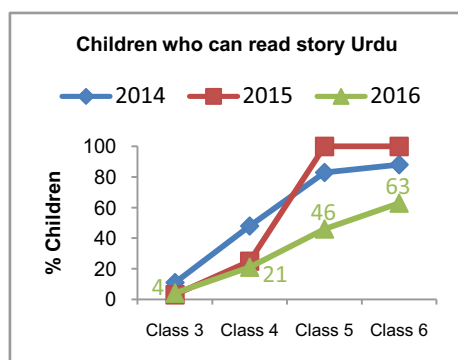 Children who can read story Urdu
2014 2015 2016
% Children
100
80
60
40
20
0
4
21
46
63
Class 3 Class 4 Class 5 Class 6